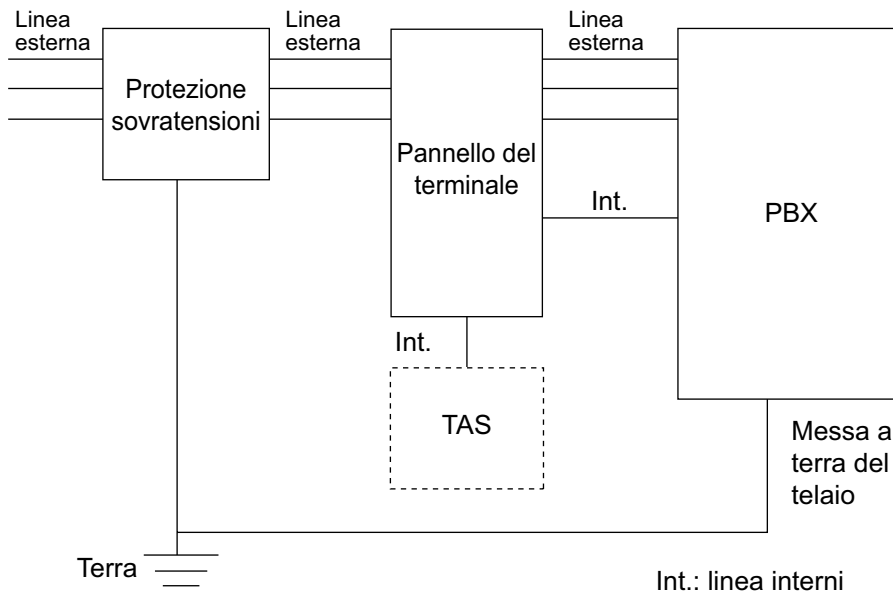 Linea
esterna
Linea
esterna
Linea
esterna
Protezione
sovratensioni
Pannello del
terminale
Int.
PBX
Int.
TAS
Messa a
terra del
telaio
Terra
Int.: linea interni